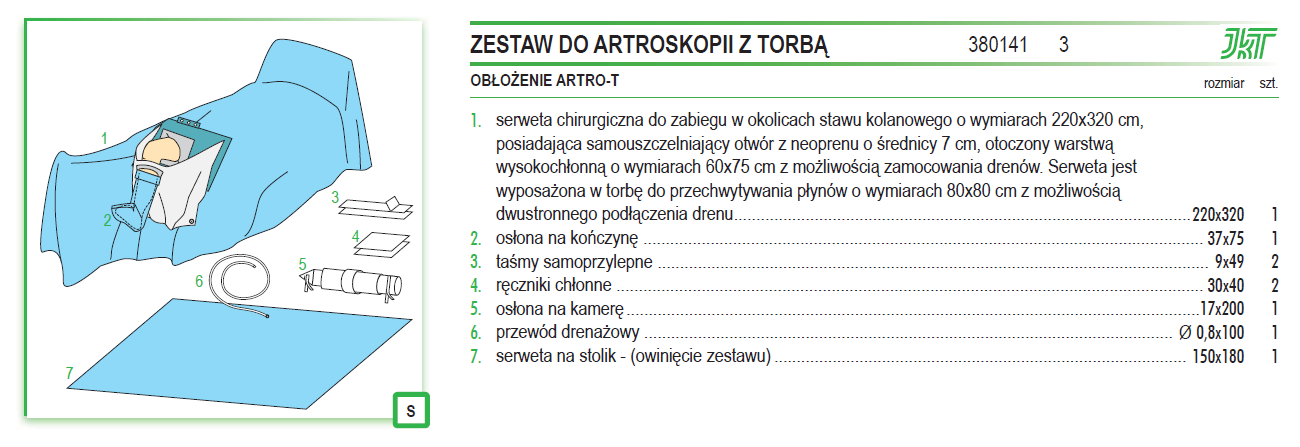 ZESTAW DO ARTROSKOPII Z TORBĄ 380141 3 JKT
OBŁOŻENIE ARTRO-T rozmiar szt.
1. serweta chirurgiczna do zabiegu w okolicach stawu kolanowego o wymiarach 220x320 cm,
posiadająca samouszczelniający otwór z neoprenu o średnicy 7 cm, otoczony warstwą
wysokochłonną o wymiarach 60x75 cm z możliwością zamocowania drenów. Serweta jest
wyposażona w torbę do przechwytywania płynów o wymiarach 80x80 cm z możliwością
dwustronnego podłączenia drenu 220x320 1
2. osłona na kończynę 37x75 1
3. taśmy samoprzylepne 9x49 2
4. ręczniki chłonne 30x40 2
5. osłona na kamerę 17x200 1
6. przewód drenażowy Ø 0,8x100 1
7. serweta na stolik - (owinięcie zestawu) 150x180 1
1
2
3
4
5
6
7
S